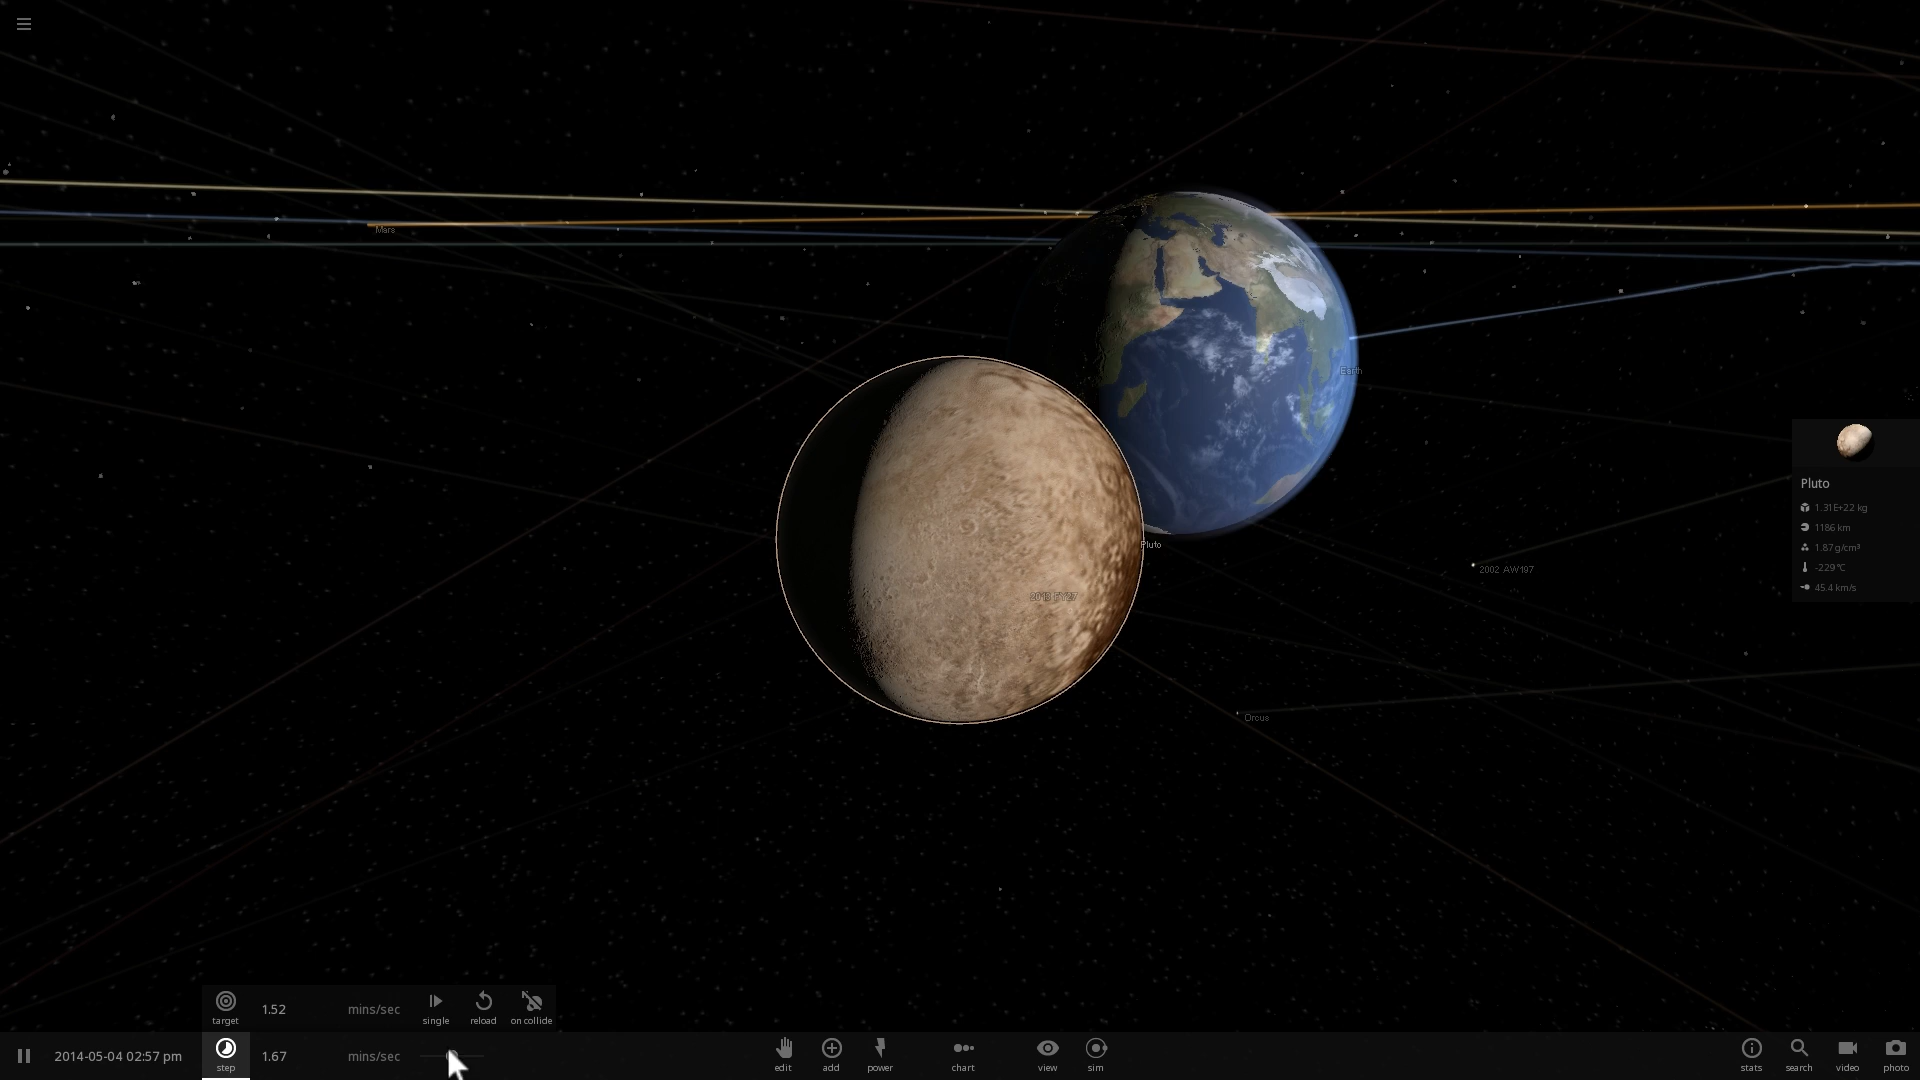 Mars
Earth
Pluto
2002 AW197
2013 FY27
Orcus
Pluto
1.31E+22 kg
1186 km
1.87 g/cm³
-229 °C
45.4 km/s
target
1.52
mins/sec
single
reload
on collide
2014-05-04 02:57 pm
step
1.67
mins/sec
edit
add
power
chart
view
sim
stats
search
video
photo